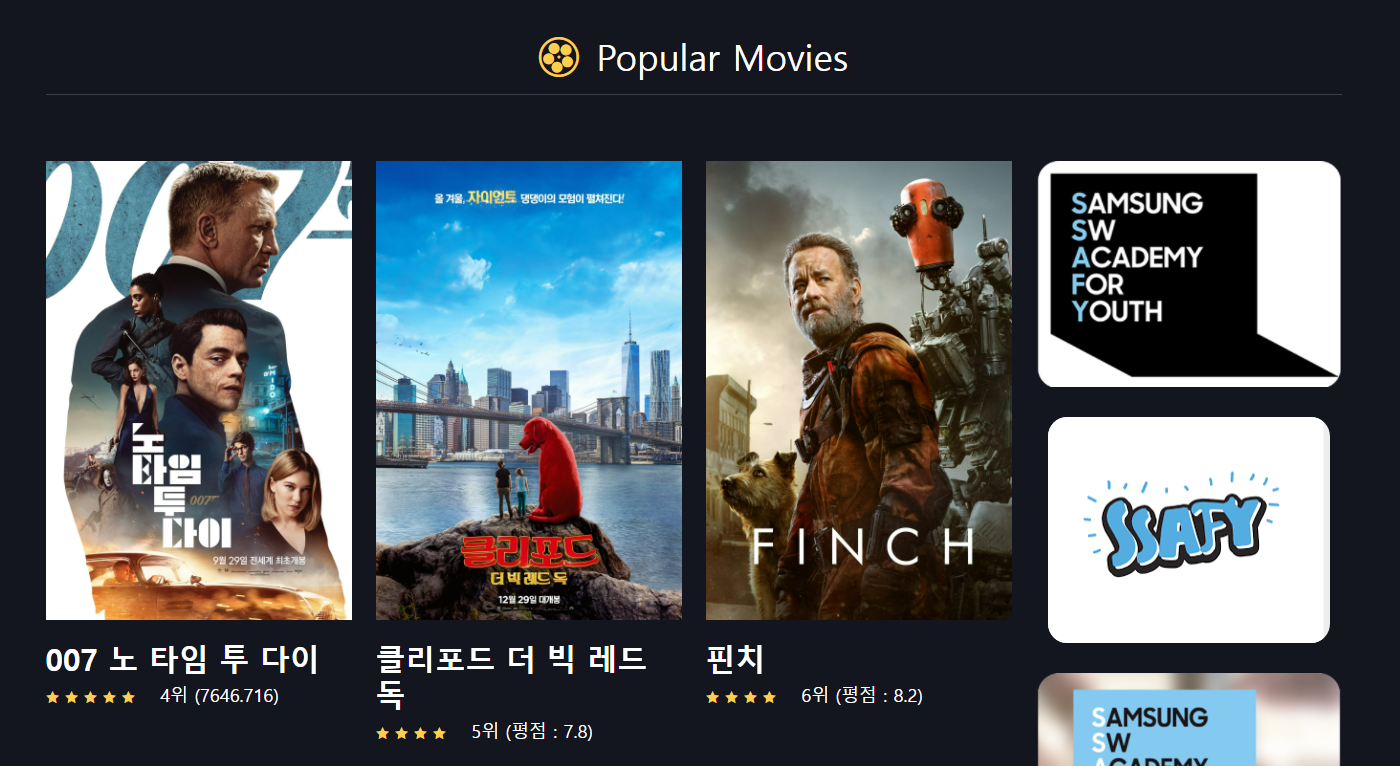 Popular Movies
007
노
타임
투
다이
007
9월 29일 전세계 최초개봉
007 노 타임 투 다이
4위 (7646.716)
올 겨울, 자이언트 댕댕이의 모험이 펼쳐진다!
클리포드
더 빅 레드 독
12월 29일 대개봉
클리포드 더 빅 레드
독
5위 (평점 : 7.8)
FINCH
핀치
6위 (평점 : 8.2)
SAMSUNG
SW
ACADEMY
FOR
YOUTH
SSAFY
SAMSUNG
SW
ACADEMY